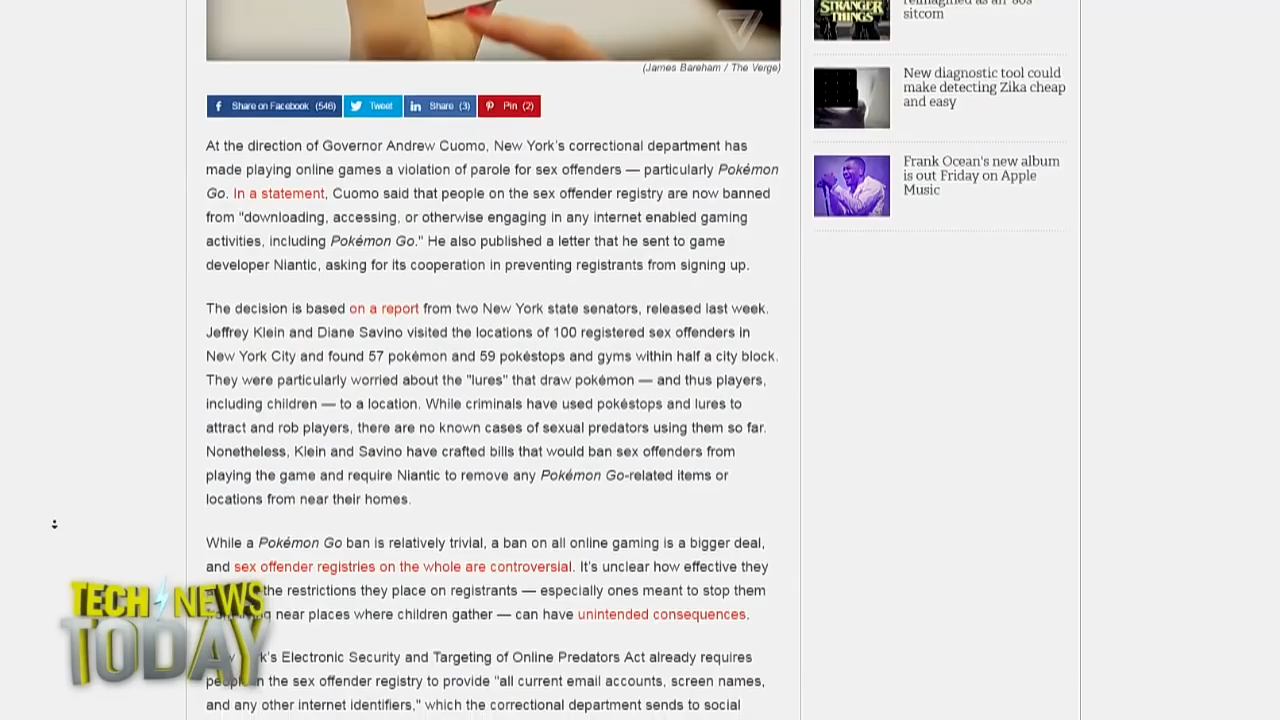 STRANGER
THINGS
sitcom
(James Bareham / The Verge)
New diagnostic tool could
make detecting Zika cheap
and easy
Share on Facebook (546)
Tweet
Share (3)
Pin (2)
Frank Ocean's new album
is out Friday on Apple
Music
At the direction of Governor Andrew Cuomo, New York's correctional department has
made playing online games a violation of parole for sex offenders — particularly Pokémon
Go. In a statement, Cuomo said that people on the sex offender registry are now banned
from "downloading, accessing, or otherwise engaging in any internet enabled gaming
activities, including Pokémon Go." He also published a letter that he sent to game
developer Niantic, asking for its cooperation in preventing registrants from signing up.
The decision is based on a report from two New York state senators, released last week.
Jeffrey Klein and Diane Savino visited the locations of 100 registered sex offenders in
New York City and found 57 pokémon and 59 pokéstops and gyms within half a city block.
They were particularly worried about the "lures" that draw pokémon — and thus players,
including children — to a location. While criminals have used pokéstops and lures to
attract and rob players, there are no known cases of sexual predators using them so far.
Nonetheless, Klein and Savino have crafted bills that would ban sex offenders from
playing the game and require Niantic to remove any Pokémon Go-related items or
locations from near their homes.
While a Pokémon Go ban is relatively trivial, a ban on all online gaming is a bigger deal,
and sex offender registries on the whole are controversial. It's unclear how effective they
the restrictions they place on registrants — especially ones meant to stop them
near places where children gather — can have unintended consequences.
k's Electronic Security and Targeting of Online Predators Act already requires
in the sex offender registry to provide "all current email accounts, screen names,
and any other internet identifiers," which the correctional department sends to social
TECH NEWS
TODAY